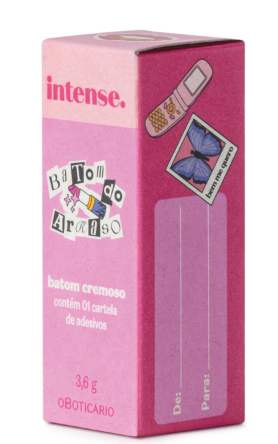 intense.
BaTom do
ArraSO
batom cremoso
contém 01 cartela
de adesivos
3,6 g
OBOTICÁRIO
bem me quero
De:
Para: